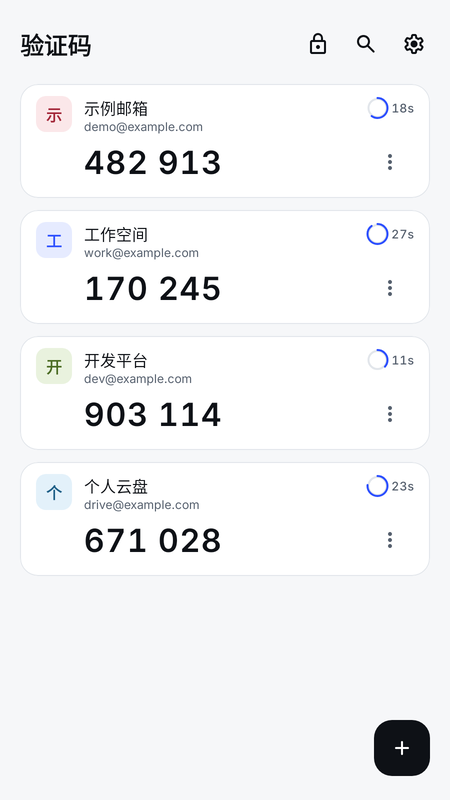 验证码
示
示例邮箱
18s
demo@example.com
482 913
工
工作空间
27s
work@example.com
170 245
开
开发平台
11s
dev@example.com
903 114
个
个人云盘
23s
drive@example.com
671 028